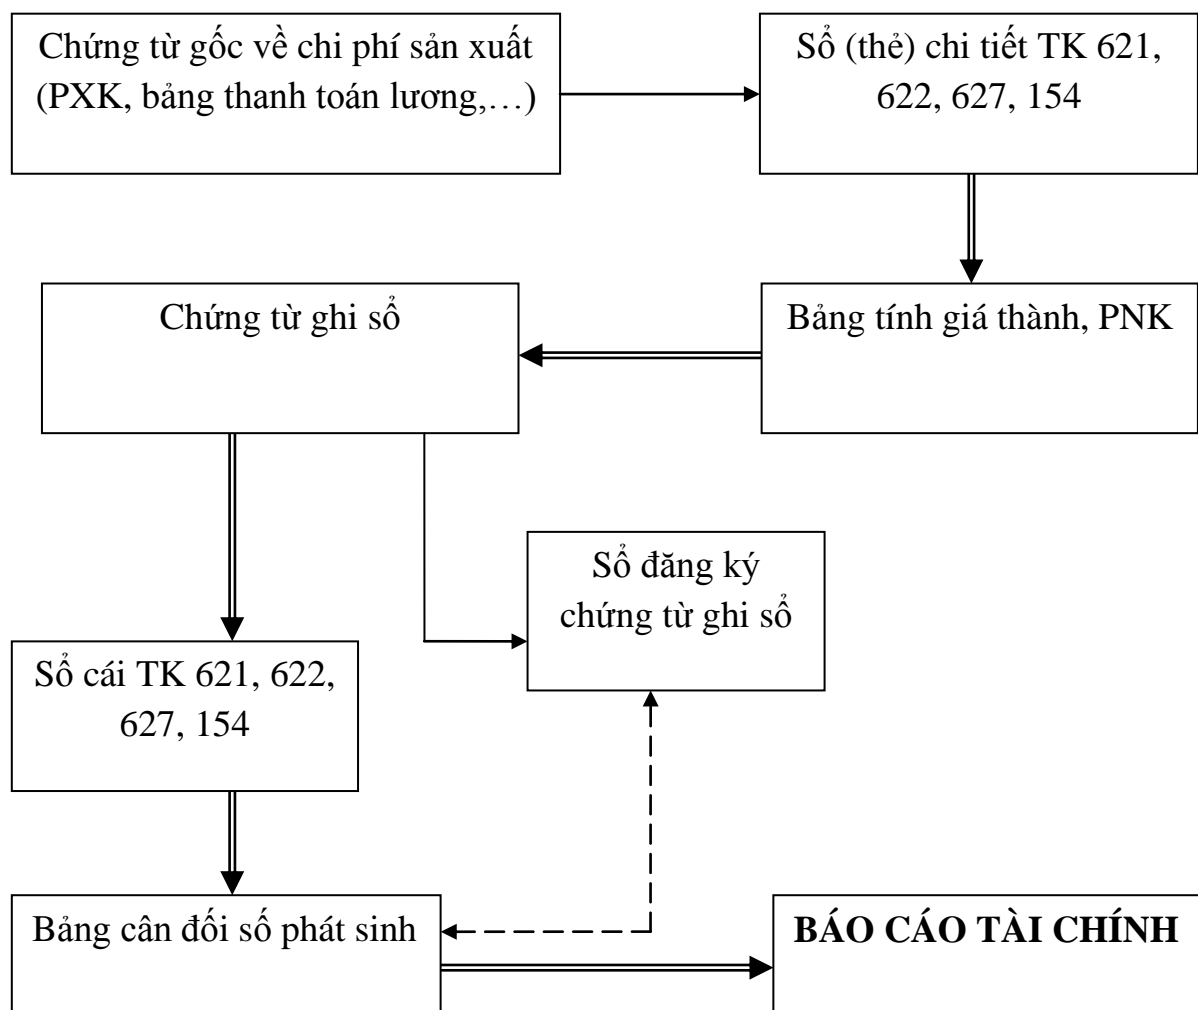 Chứng từ gốc về chi phí sản xuất
(PXK, bảng thanh toán lương,…)
Sổ (thẻ) chi tiết TK 621,
622, 627, 154
Chứng từ ghi sổ
Bảng tính giá thành, PNK
Sổ đăng ký
chứng từ ghi sổ
Sổ cái TK 621, 622,
627, 154
Bảng cân đối số phát sinh
BÁO CÁO TÀI CHÍNH